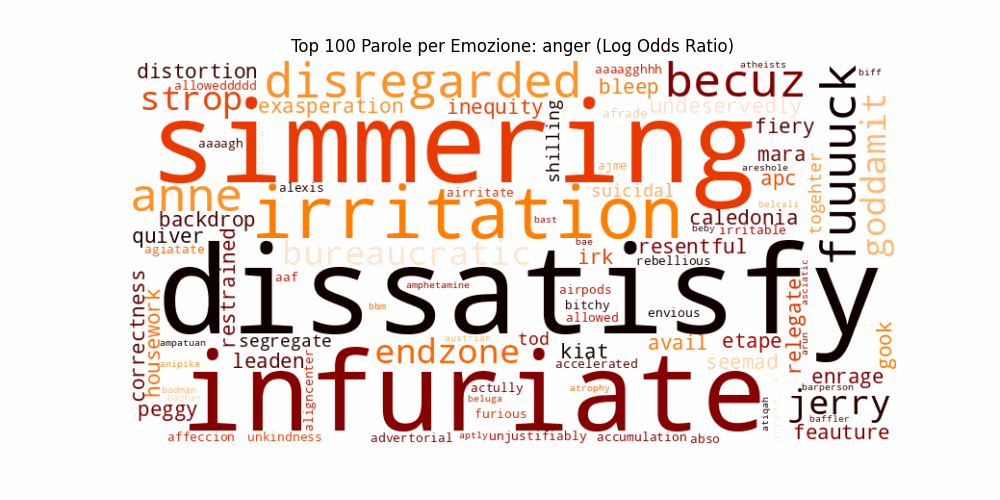 Top 100 Parole per Emozione: anger (Log Odds Ratio)
distortion
alloweddddd
disregarded
aaaagghhh
bleep
becuz
atheists
biff
strop
exasperation
inequity
shilling
afrade
undeservedly
fuuuuck
goddamit
simmering
aaaagh
fiery
mara
areshole
apc
ajme
togehter
anne
alexis
airritate
suicidal
belcali
irritation
backdrop
bast
caledonia
beby
irritable
quiver
agiatate
restrained
bureaucratic
bae
irk
resentful
rebellious
dissatisfy
aaf
amphetamine
airpods
bitchy
allowed
envious
bbm
asciatic
relegate
correctness
housework
ampatuan
segregate
leaden
endzone
austrian
tod
kiat
accelerated
avail
seemad
etape
arun
gook
anipike
badman
basher
aligncenter
infuriate
actully
beluga
furious
atrophy
enrage
barperson
jerry
baffler
feauture
atiqah
peggy
affeccion
unkindness
advertorial
aptly
unjustifiably
accumulation
abso